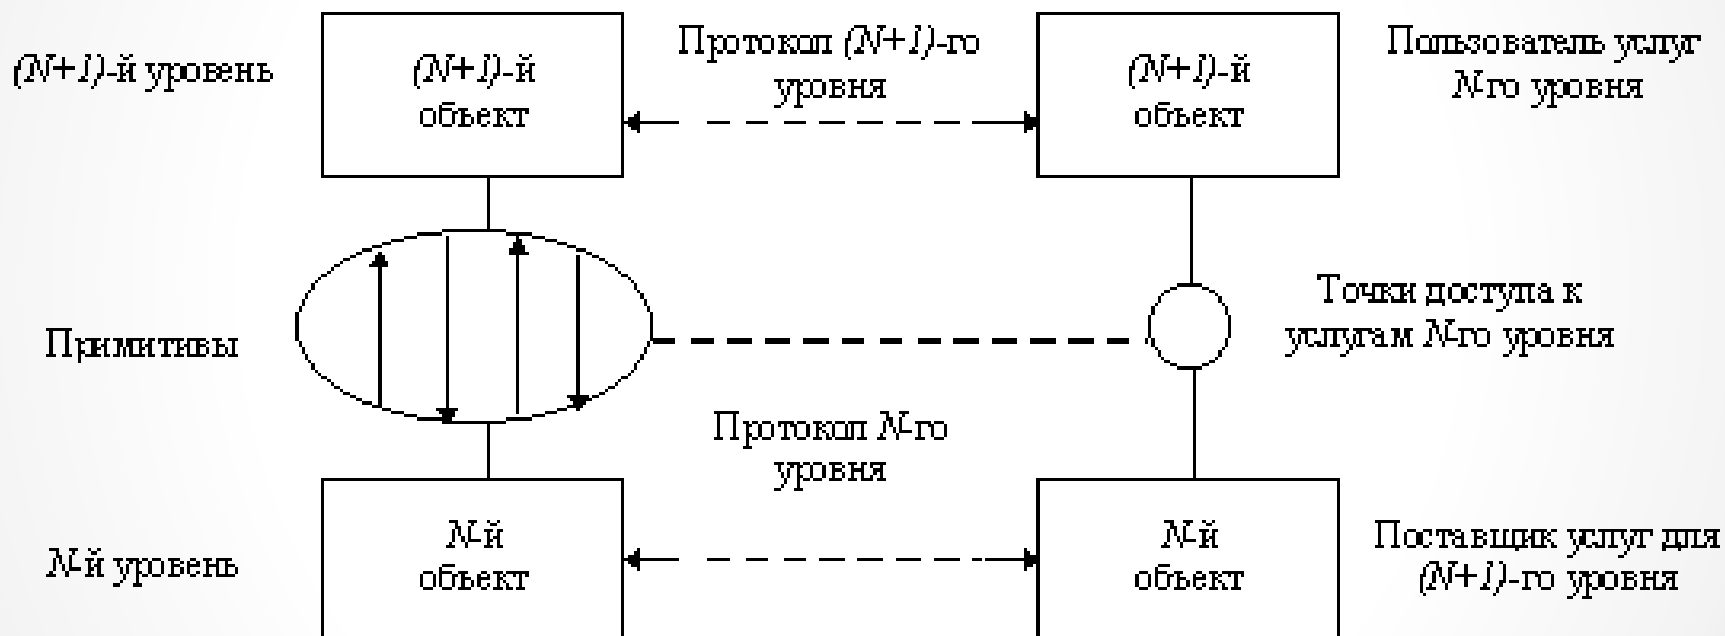 (N+1)-й уровень
(N+1)-й
объект
Протокол (N+1)-го
уровня
(N+1)-й
объект
Пользователь услуг
N-го уровня
Примитивы
Точки доступа к
услугам N-го уровня
Протокол N-го
уровня
N-й уровень
N-й
объект
N-й
объект
Поставщик услуг для
(N+1)-го уровня